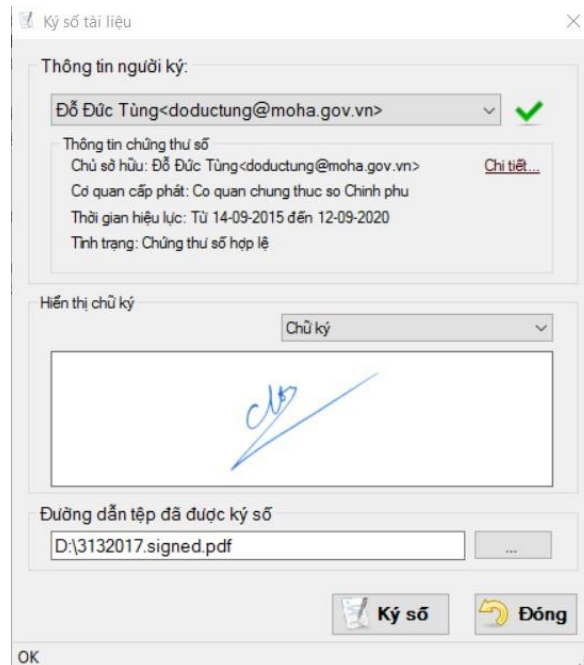 Ký số tài liệu
Thông tin người ký:
Đỗ Đức Tùng<doductung@moha.gov.vn>
Thông tin chứng thư số
Chủ sở hữu: Đỗ Đức Tùng<doductung@moha.gov.vn>
Chi tiết...
Cơ quan cấp phát: Co quan chung thuc so Chinh phu
Thời gian hiệu lực: Từ 14-09-2015 đến 12-09-2020
Tình trạng: Chứng thư số hợp lệ
Hiển thị chữ ký
Chữ ký
Đường dẫn tệp đã được ký số
D:\3132017.signed.pdf
...
Ký số
Đóng
OK